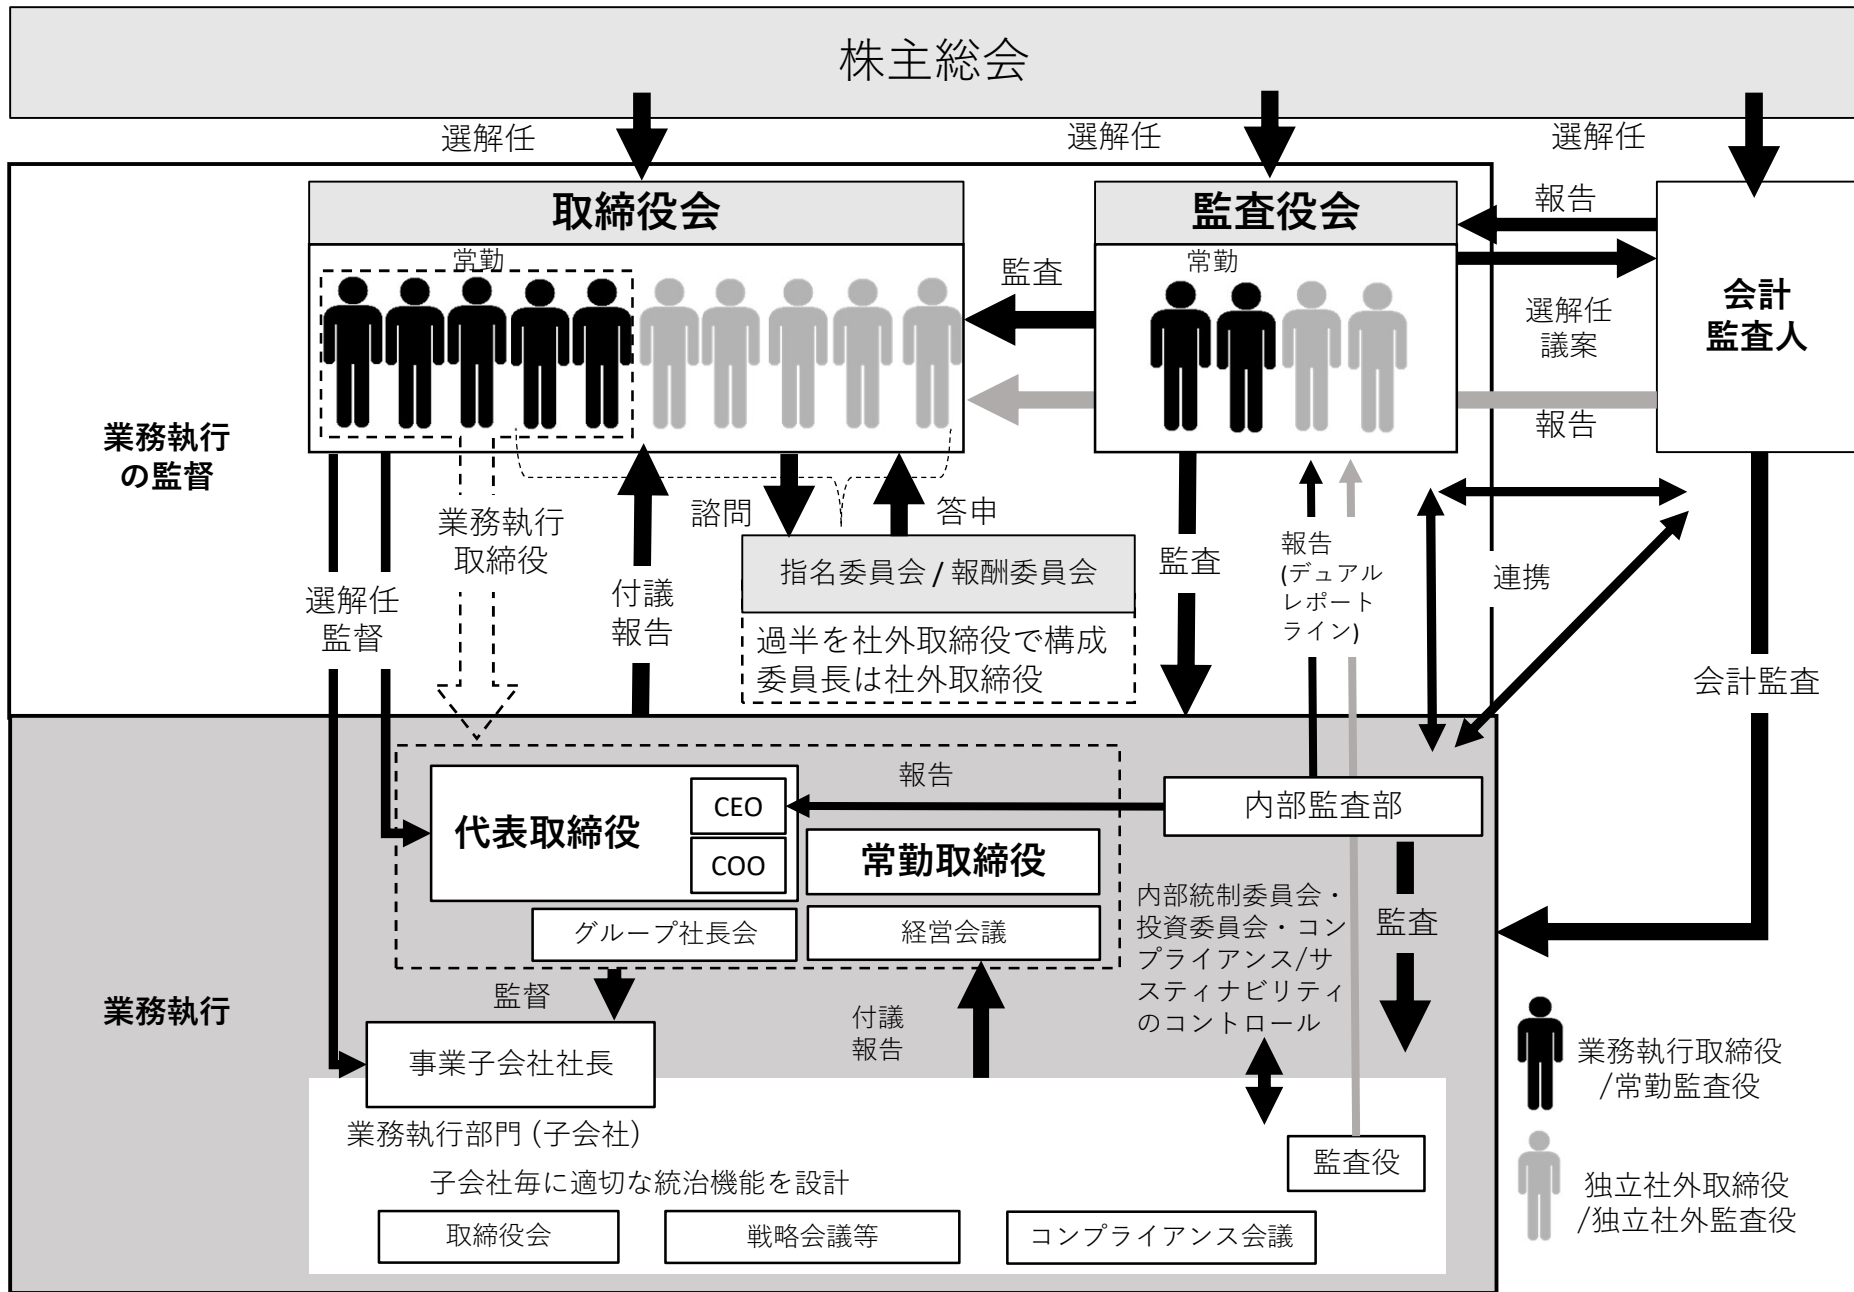 株主総会
選解任
選解任
選解任
取締役会
監査役会
報告
常勤
常勤
監査
会計
監査人
選解任
議案
報告
業務執行
の監督
業務執行
取締役
諮問
答申
指名委員会 / 報酬委員会
過半を社外取締役で構成
委員長は社外取締役
選解任
監督
付議
報告
監査
報告
(デュアル
レポート
ライン)
連携
会計監査
報告
代表取締役
CEO
COO
常勤取締役
内部監査部
グループ社長会
経営会議
内部統制委員会・
投資委員会・コン
プライアンス/サ
スティナビリティ
のコントロール
監査
業務執行
監督
付議
報告
事業子会社社長
業務執行部門 (子会社)
子会社毎に適切な統治機能を設計
監査役
取締役会
戦略会議等
コンプライアンス会議
業務執行取締役
/常勤監査役
独立社外取締役
/独立社外監査役